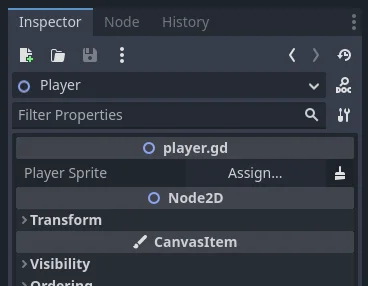 Inspector Node History
Player
DOC
Filter Properties
player.gd
Player Sprite Assign...
Node2D
Transform
CanvasItem
Visibility
Ordering